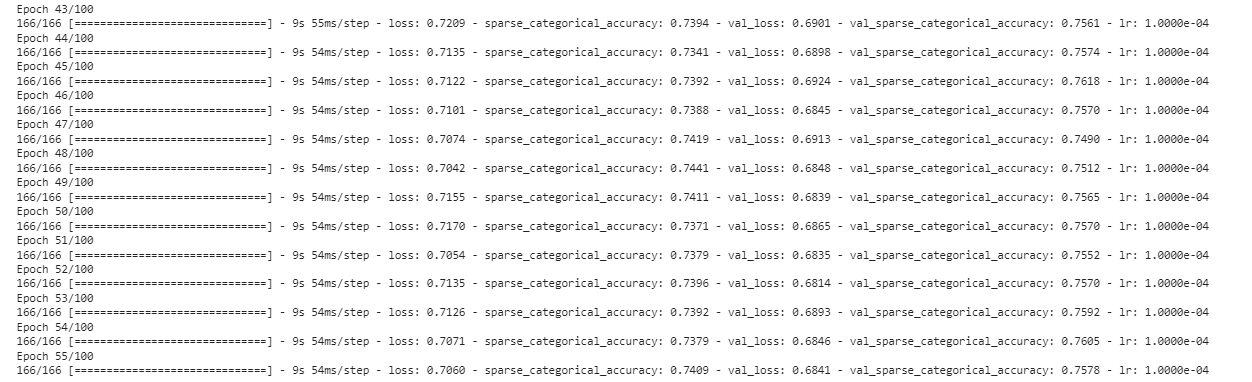 Epoch 43/100
166/166 [==============================] - 9s 55ms/step - loss: 0.7209 - sparse_categorical_accuracy: 0.7394 - val_loss: 0.6901 - val_sparse_categorical_accuracy: 0.7561 - lr: 1.0000e-04
Epoch 44/100
166/166 [==============================] - 9s 54ms/step - loss: 0.7135 - sparse_categorical_accuracy: 0.7341 - val_loss: 0.6898 - val_sparse_categorical_accuracy: 0.7574 - lr: 1.0000e-04
Epoch 45/100
166/166 [==============================] - 9s 54ms/step - loss: 0.7122 - sparse_categorical_accuracy: 0.7392 - val_loss: 0.6924 - val_sparse_categorical_accuracy: 0.7618 - lr: 1.0000e-04
Epoch 46/100
166/166 [==============================] - 9s 54ms/step - loss: 0.7101 - sparse_categorical_accuracy: 0.7388 - val_loss: 0.6845 - val_sparse_categorical_accuracy: 0.7570 - lr: 1.0000e-04
Epoch 47/100
166/166 [==============================] - 9s 54ms/step - loss: 0.7074 - sparse_categorical_accuracy: 0.7419 - val_loss: 0.6913 - val_sparse_categorical_accuracy: 0.7490 - lr: 1.0000e-04
Epoch 48/100
166/166 [==============================] - 9s 54ms/step - loss: 0.7042 - sparse_categorical_accuracy: 0.7441 - val_loss: 0.6848 - val_sparse_categorical_accuracy: 0.7512 - lr: 1.0000e-04
Epoch 49/100
166/166 [==============================] - 9s 54ms/step - loss: 0.7155 - sparse_categorical_accuracy: 0.7411 - val_loss: 0.6839 - val_sparse_categorical_accuracy: 0.7565 - lr: 1.0000e-04
Epoch 50/100
166/166 [==============================] - 9s 54ms/step - loss: 0.7170 - sparse_categorical_accuracy: 0.7371 - val_loss: 0.6865 - val_sparse_categorical_accuracy: 0.7570 - lr: 1.0000e-04
Epoch 51/100
166/166 [==============================] - 9s 54ms/step - loss: 0.7054 - sparse_categorical_accuracy: 0.7379 - val_loss: 0.6835 - val_sparse_categorical_accuracy: 0.7552 - lr: 1.0000e-04
Epoch 52/100
166/166 [==============================] - 9s 54ms/step - loss: 0.7135 - sparse_categorical_accuracy: 0.7396 - val_loss: 0.6814 - val_sparse_categorical_accuracy: 0.7570 - lr: 1.0000e-04
Epoch 53/100
166/166 [==============================] - 9s 54ms/step - loss: 0.7126 - sparse_categorical_accuracy: 0.7392 - val_loss: 0.6893 - val_sparse_categorical_accuracy: 0.7592 - lr: 1.0000e-04
Epoch 54/100
166/166 [==============================] - 9s 54ms/step - loss: 0.7071 - sparse_categorical_accuracy: 0.7379 - val_loss: 0.6846 - val_sparse_categorical_accuracy: 0.7605 - lr: 1.0000e-04
Epoch 55/100
166/166 [==============================] - 9s 54ms/step - loss: 0.7060 - sparse_categorical_accuracy: 0.7409 - val_loss: 0.6841 - val_sparse_categorical_accuracy: 0.7578 - lr: 1.0000e-04